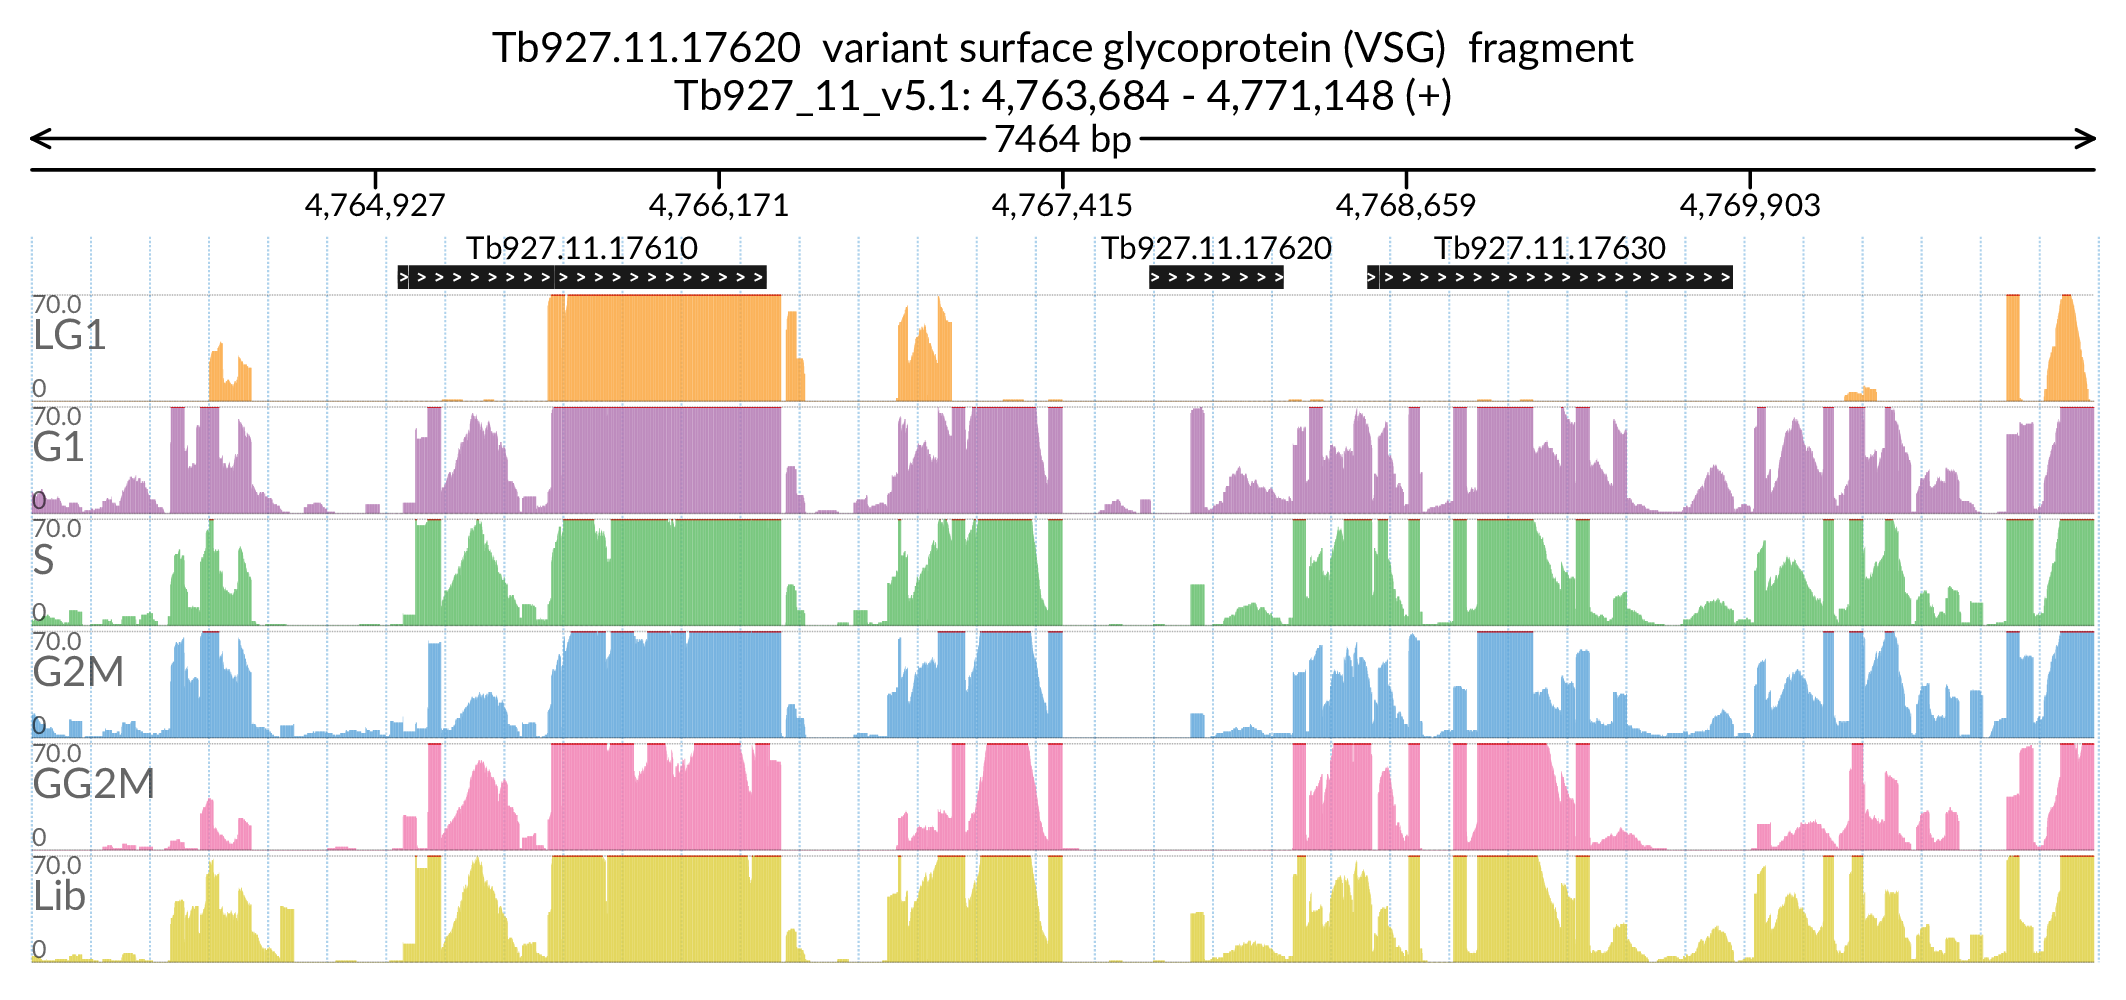 Tb927.11.17620 variant surface glycoprotein (VSG) fragment
Tb927_11_v5.1: 4,763,684 - 4,771,148 (+)
7464 bp
4,764,927 4,766,171 4,767,415 4,768,659 4,769,903
Tb927.11.17610 Tb927.11.17620 Tb927.11.17630
70.0
LG1
0
70.0
G1
0
70.0
S
0
70.0
G2M
0
70.0
GG2M
0
70.0
Lib
0